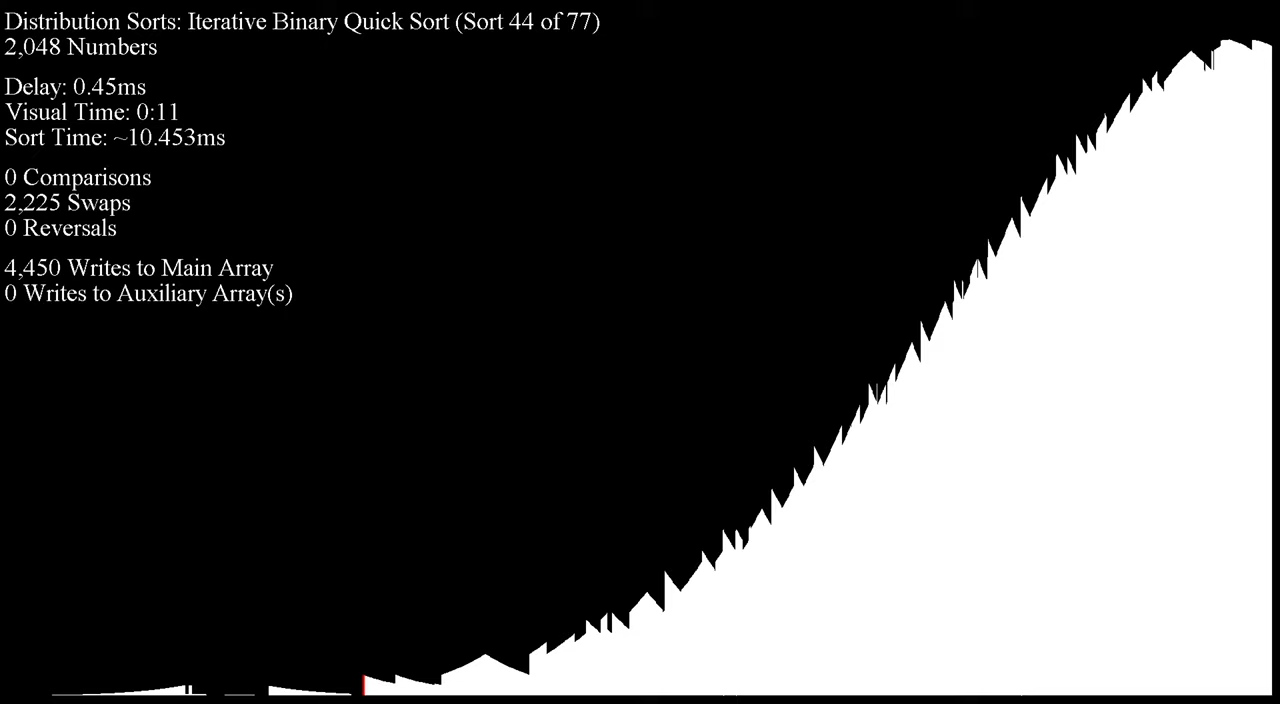 Distribution Sorts: Iterative Binary Quick Sort (Sort 44 of 77)
2,048 Numbers
Delay: 0.45ms
Visual Time: 0:11
Sort Time: ~10.453ms
0 Comparisons
2,225 Swaps
0 Reversals
4,450 Writes to Main Array
0 Writes to Auxiliary Array(s)